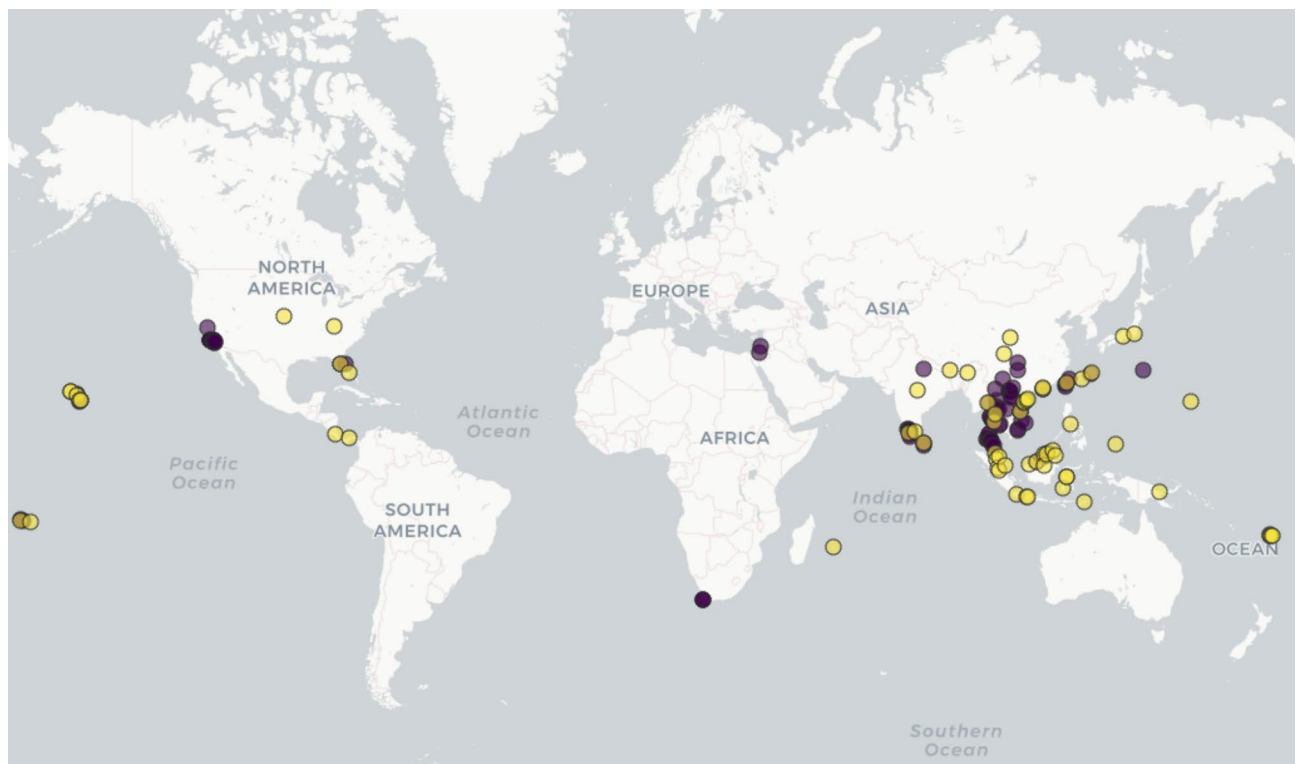 NORTH
AMERICA
EUROPE
ASIA
Atlantic
Ocean
AFRICA
Pacific
Ocean
SOUTH
AMERICA
Indian
Ocean
OCEAN
Southern
Ocean